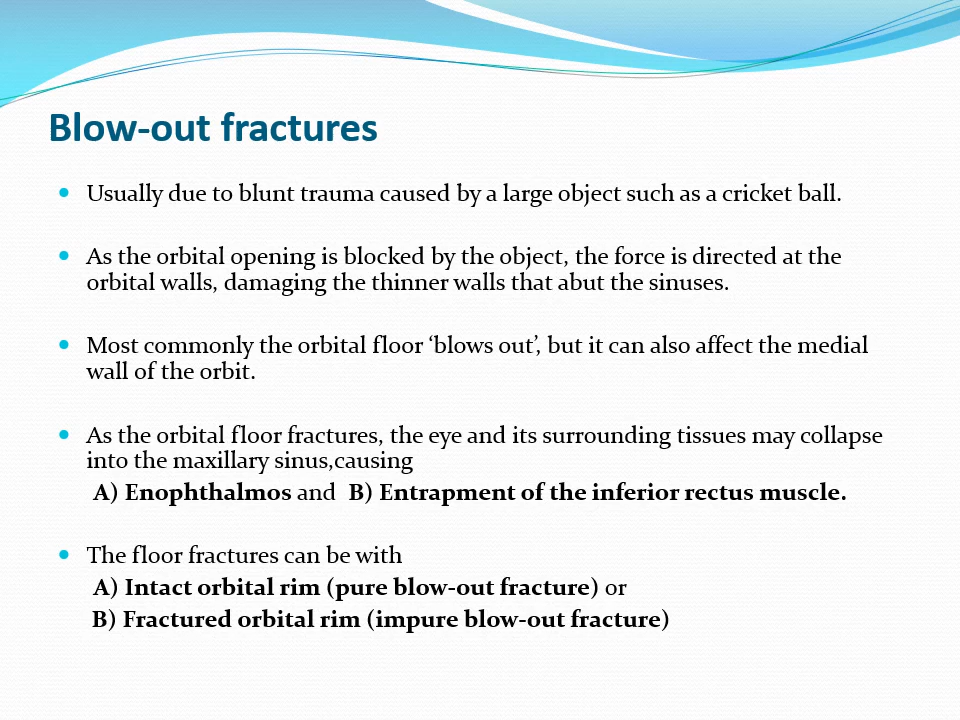 Blow-out fractures
• Usually due to blunt trauma caused by a large object such as a cricket ball.
• As the orbital opening is blocked by the object, the force is directed at the
orbital walls, damaging the thinner walls that abut the sinuses.
• Most commonly the orbital floor ‘blows out’, but it can also affect the medial
wall of the orbit.
• As the orbital floor fractures, the eye and its surrounding tissues may collapse
into the maxillary sinus,causing
A) Enophthalmos and B) Entrapment of the inferior rectus muscle.
• The floor fractures can be with
A) Intact orbital rim (pure blow-out fracture) or
B) Fractured orbital rim (impure blow-out fracture)